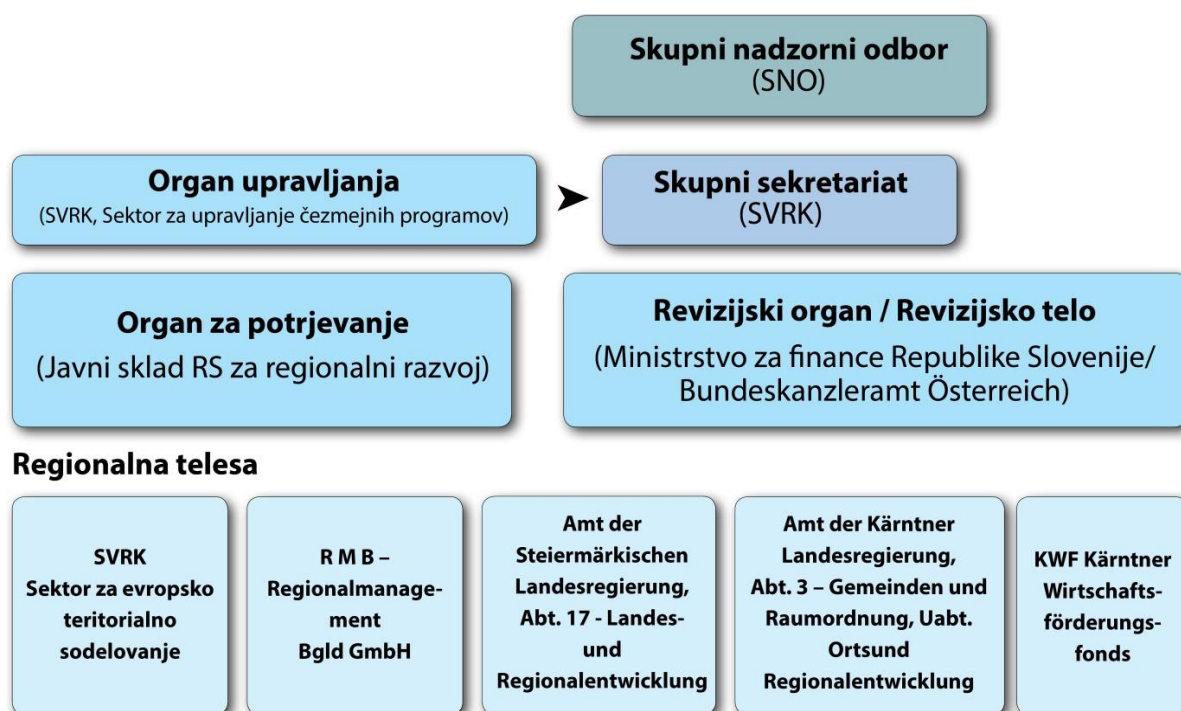 Skupni nadzorni odbor
(SNO)
Organ upravljanja
(SVRK, Sektor za upravljanje čezmejnih programov)
Skupni sekretariat
(SVRK)
Organ za potrjevanje
(Javni sklad RS za regionalni razvoj)
Revizijski organ / Revizijsko telo
(Ministrstvo za finance Republike Slovenije/
Bundeskanzleramt Österreich)
Regionalna telesa
SVRK
Sektor za evropsko
teritorialno
sodelovanje
R M B –
Regionalmanage-
ment
Bgld GmbH
Amt der
Steiermärkischen
Landesregierung,
Abt. 17 - Landes-
und
Regionalentwicklung
Amt der Kärntner
Landesregierung,
Abt. 3 – Gemeinden und
Raumordnung, Uabt.
Ortsund
Regionalentwicklung
KWF Kärntner
Wirtschafts-
förderungs-
fonds